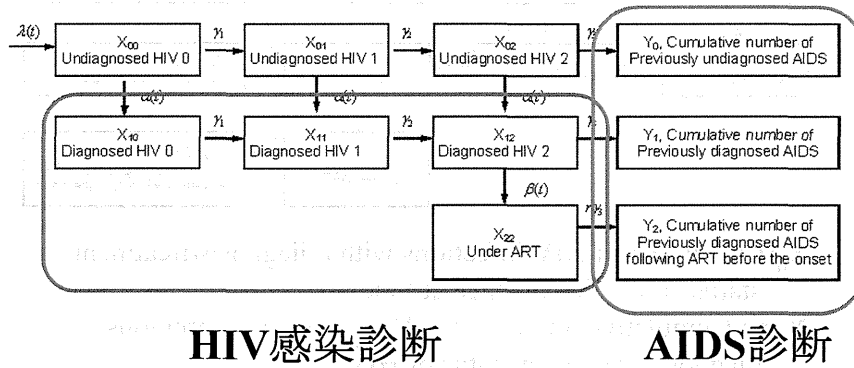 λ(t)
X00
Undiagnosed HIV 0
γ1
X01
Undiagnosed HIV 1
γ2
X02
Undiagnosed HIV 2
Y0, Cumulative number of
Previously undiagnosed AIDS
α(t)
α(t)
α(t)
X10
Diagnosed HIV 0
γ1
X11
Diagnosed HIV 1
γ2
X12
Diagnosed HIV 2
Y1, Cumulative number of
Previously diagnosed AIDS
β(t)
X22
Under ART
rγ3
Y2, Cumulative number of
Previously diagnosed AIDS
following ART before the onset
HIV感染診断
AIDS診断